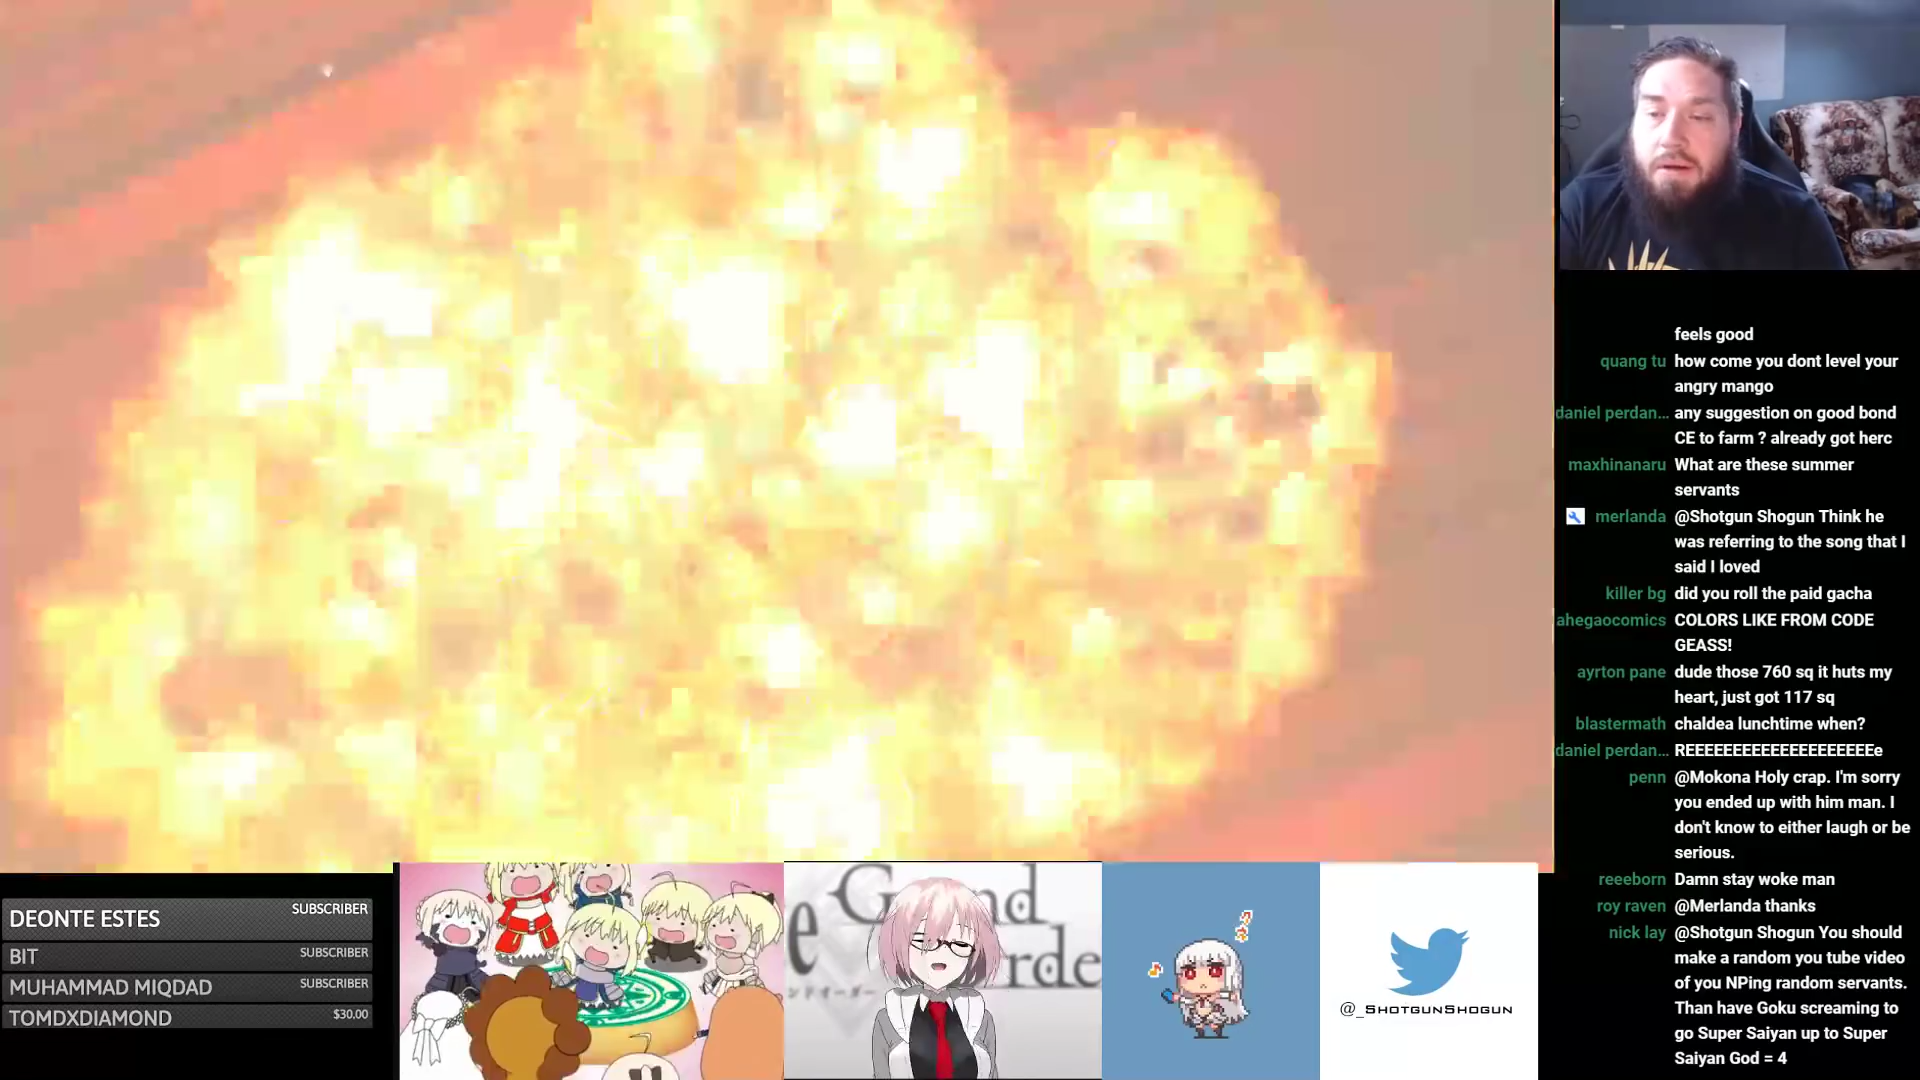 feels good
quang tu how come you dont level your
angry mango
daniel perdan... any suggestion on good bond
CE to farm ? already got herc
maxhinanaru What are these summer
servants
merlanda @Shotgun Shogun Think he
was referring to the song that I
said I loved
killer bg did you roll the paid gacha
ahegaocomics COLORS LIKE FROM CODE
GEASS!
ayrton pane dude those 760 sq it huts my
heart, just got 117 sq
blastermath chaldea lunchtime when?
daniel perdan... REEEEEEEEEEEEEEEEEEEEe
penn @Mokona Holy crap. I'm sorry
you ended up with him man. I
don't know to either laugh or be
serious.
reeeborn Damn stay woke man
roy raven @Merlanda thanks
nick lay @Shotgun Shogun You should
make a random you tube video
of you NPing random servants.
Than have Goku screaming to
go Super Saiyan up to Super
Saiyan God = 4
DEONTE ESTES SUBSCRIBER
BIT SUBSCRIBER
MUHAMMAD MIQDAD SUBSCRIBER
TOMDXDIAMOND $30.00
@_SHOTGUNSHOGUN